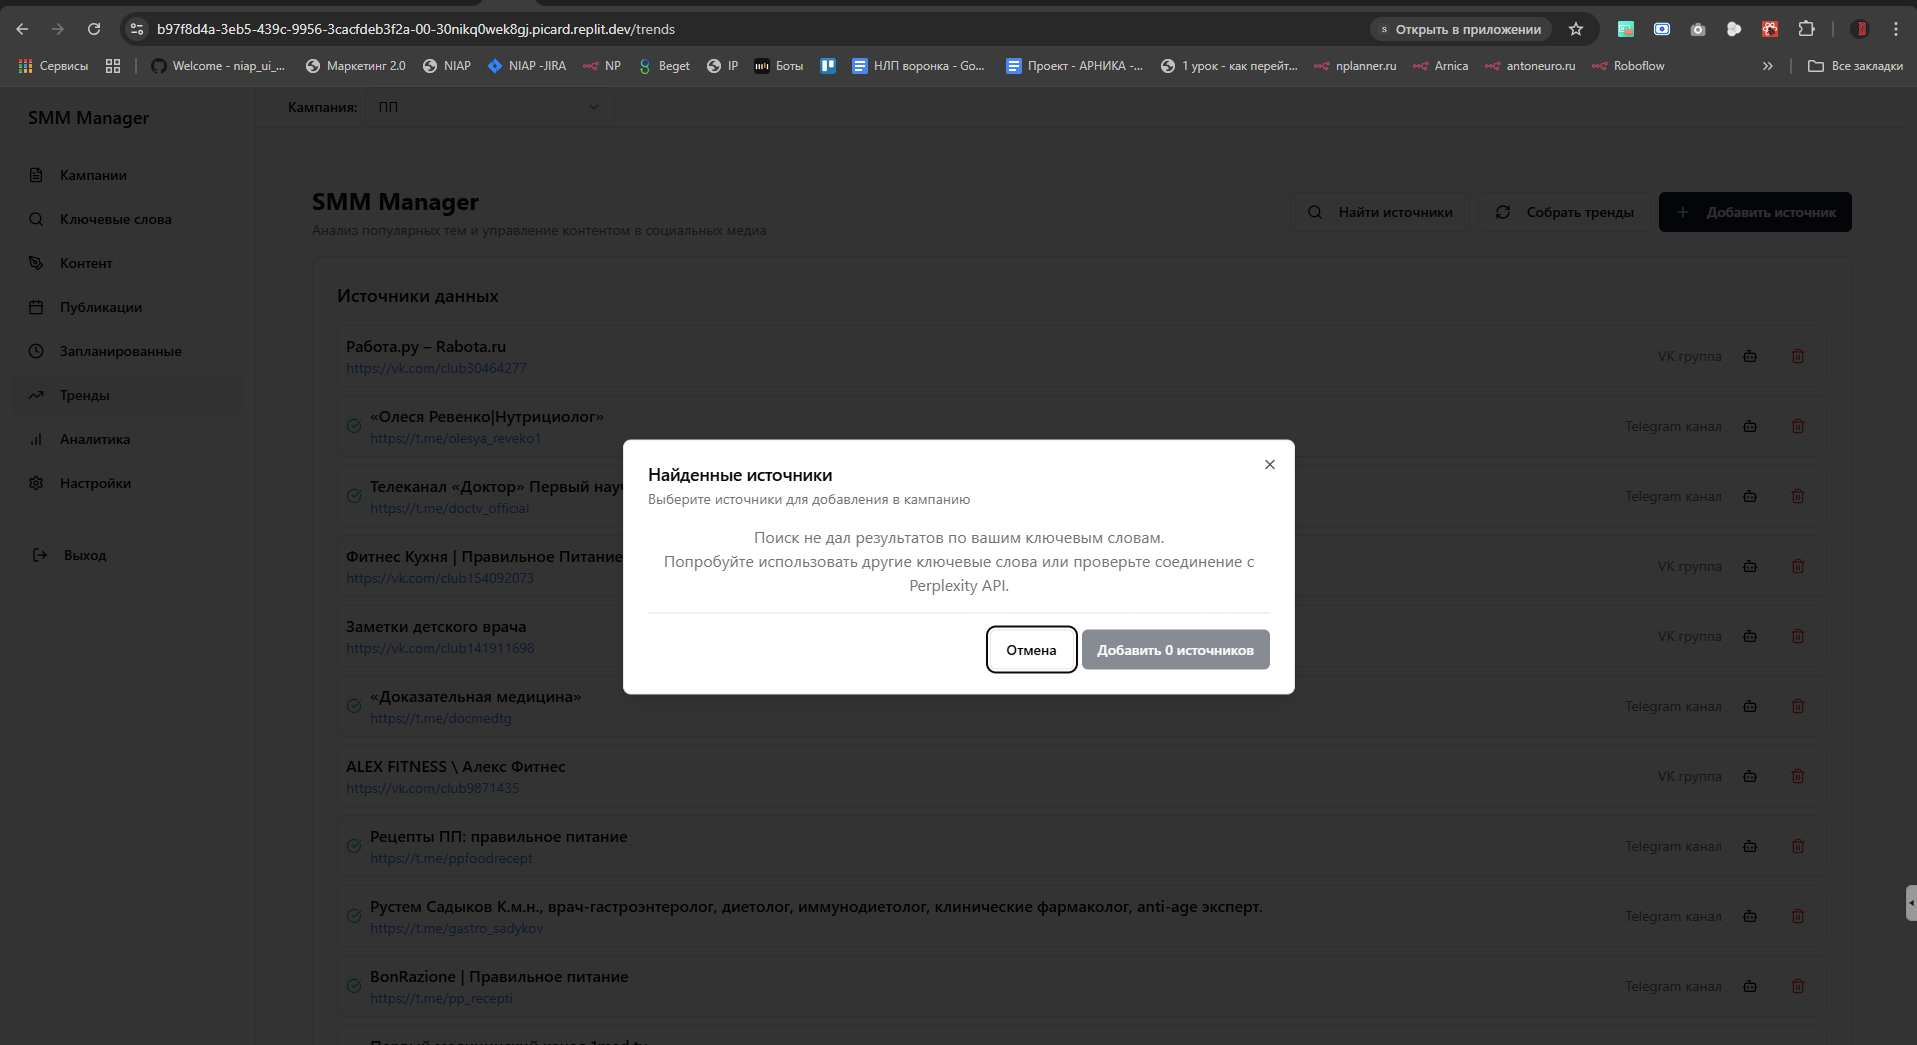 b97f8d4a-3eb5-439c-9956-3cacfdeb3f2a-00-30nikq0wek8gj.picard.replit.dev/trends
Открыть в приложении
Сервисы
Welcome - niap_ui_...
Маркетинг 2.0
NIAP
NIAP -JIRA
NP
Beget
IP
Боты
НЛП воронка - Go...
Проект - АРНИКА -...
1 урок - как перейт...
nplanner.ru
Arnica
antoneuro.ru
Roboflow
»
Все закладки
SMM Manager
Кампания: ПП
Кампании
Ключевые слова
Контент
Публикации
Запланированные
Тренды
Аналитика
Настройки
Выход
SMM Manager
Анализ популярных тем и управление контентом в социальных медиа
Найти источники
Собрать тренды
+ Добавить источник
Источники данных
Работа.ру – Rabota.ru
https://vk.com/club30464277
VK группа
«Олеся Ревенко|Нутрициолог»
https://t.me/olesya_reveko1
Telegram канал
Телеканал «Доктор» Первый нау
https://t.me/doctv_official
Telegram канал
Фитнес Кухня | Правильное Питание
https://vk.com/club154092073
VK группа
Заметки детского врача
https://vk.com/club141911698
VK группа
«Доказательная медицина»
https://t.me/docmedtg
Telegram канал
ALEX FITNESS \ Алекс Фитнес
https://vk.com/club9871435
VK группа
Рецепты ПП: правильное питание
https://t.me/ppfoodrecept
Telegram канал
Рустем Садыков К.м.н., врач-гастроэнтеролог, диетолог, иммунодиетолог, клинические фармаколог, anti-age эксперт.
https://t.me/gastro_sadykov
Telegram канал
BonRazione | Правильное питание
https://t.me/pp_recepti
Telegram канал
Найденные источники
Выберите источники для добавления в кампанию
Поиск не дал результатов по вашим ключевым словам.
Попробуйте использовать другие ключевые слова или проверьте соединение с
Perplexity API.
Отмена
Добавить 0 источников